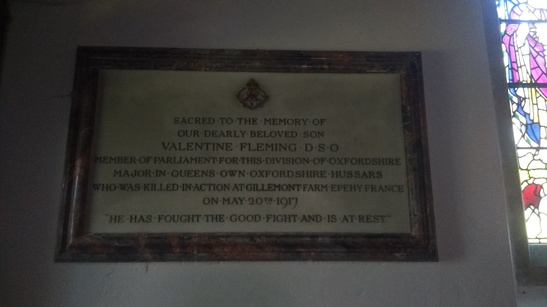 SACRED TO THE · MEMORY · OF
OUR · DEARLY · BELOVED · SON
VALENTINE · FLEMING · D · S · O
MEMBER · OF PARLIAMENT · FOR · THIS · DIVISION · OF OXFORDSHIRE
MAJOR · IN · QUEENS · OWN · OXFORDSHIRE · HUSSARS
WHO · WAS · KILLED · IN · ACTION · AT · GILLEMONT · FARM · EPEHY · FRANCE
ON · MAY · 20TH · 1917
"HE · HAS · FOUGHT · THE · GOOD · FIGHT · AND · IS · AT · REST"